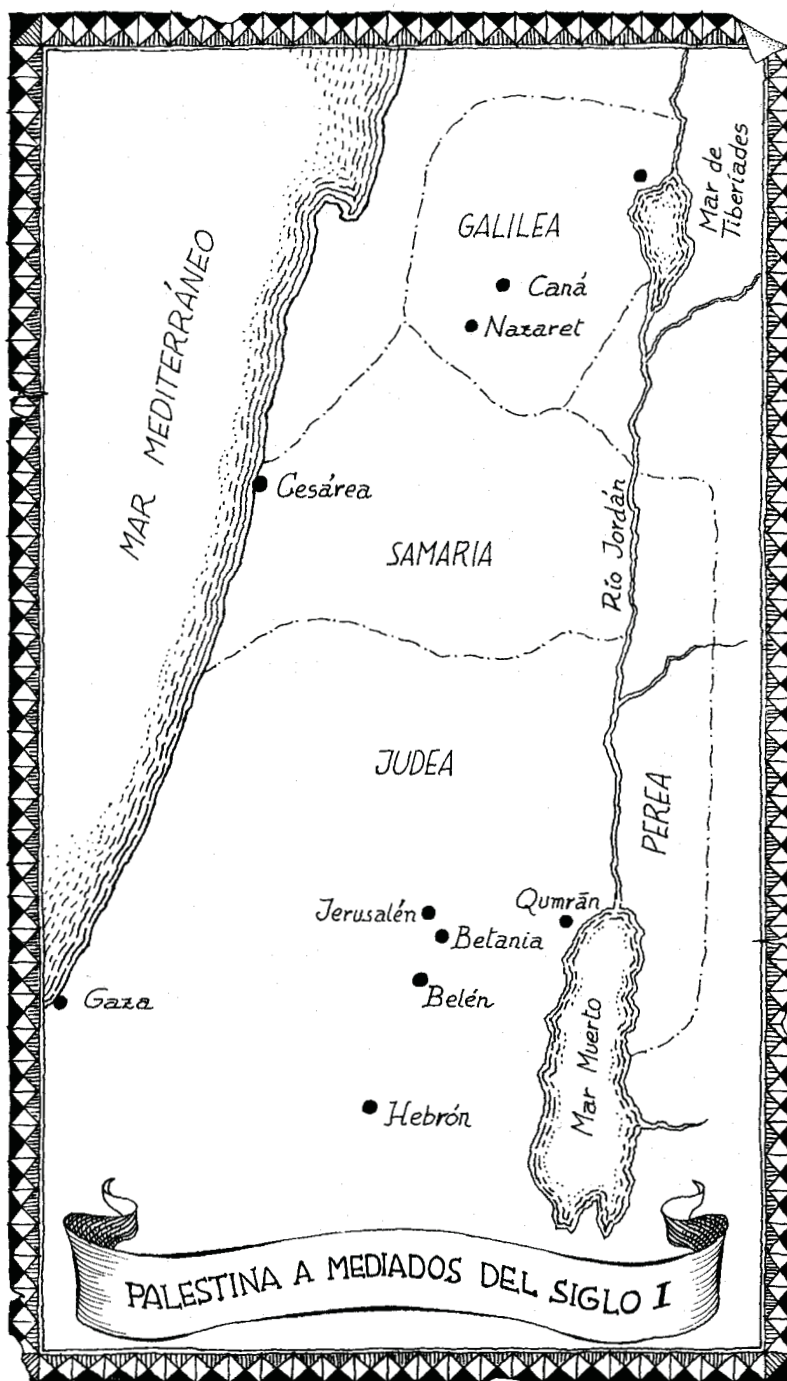 Mar de
Tiberíades
GALILEA
Caná
Nazaret
MAR MEDITERRÁNEO
Cesárea
SAMARIA
Río Jordán
JUDEA
PEREA
Jerusalén
Qumrán
Betania
Gaza
Belén
Mar Muerto
Hebrón
PALESTINA A MEDIADOS DEL SIGLO I